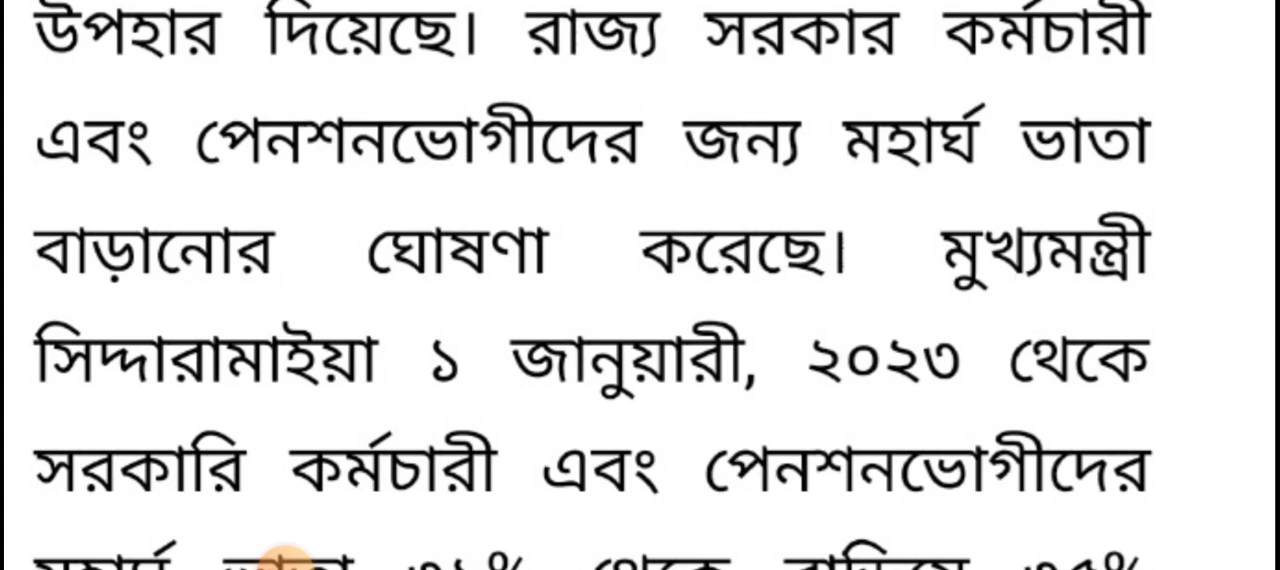 উপহার দিয়েছে। রাজ্য সরকার কর্মচারী
এবং পেনশনভোগীদের জন্য মহার্ঘ ভাতা
বাড়ানোর ঘোষণা করেছে। মুখ্যমন্ত্রী
সিদ্দারামাইয়া ১ জানুয়ারী, ২০২৩ থেকে
সরকারি কর্মচারী এবং পেনশনভোগীদের